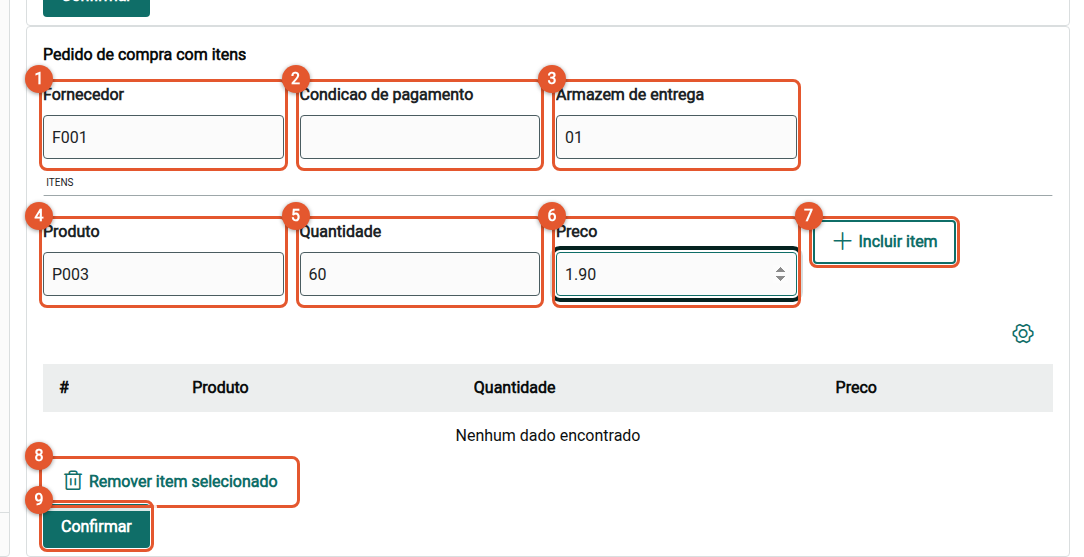 Confirmar
Pedido de compra com itens
1 2 3
Fornecedor Condicao de pagamento Armazem de entrega
F001 01
ITENS
4 5 6 7
Produto Quantidade Preco Incluir item
P003 60 1.90
# Produto Quantidade Preco
Nenhum dado encontrado
8
Remover item selecionado
9
Confirmar